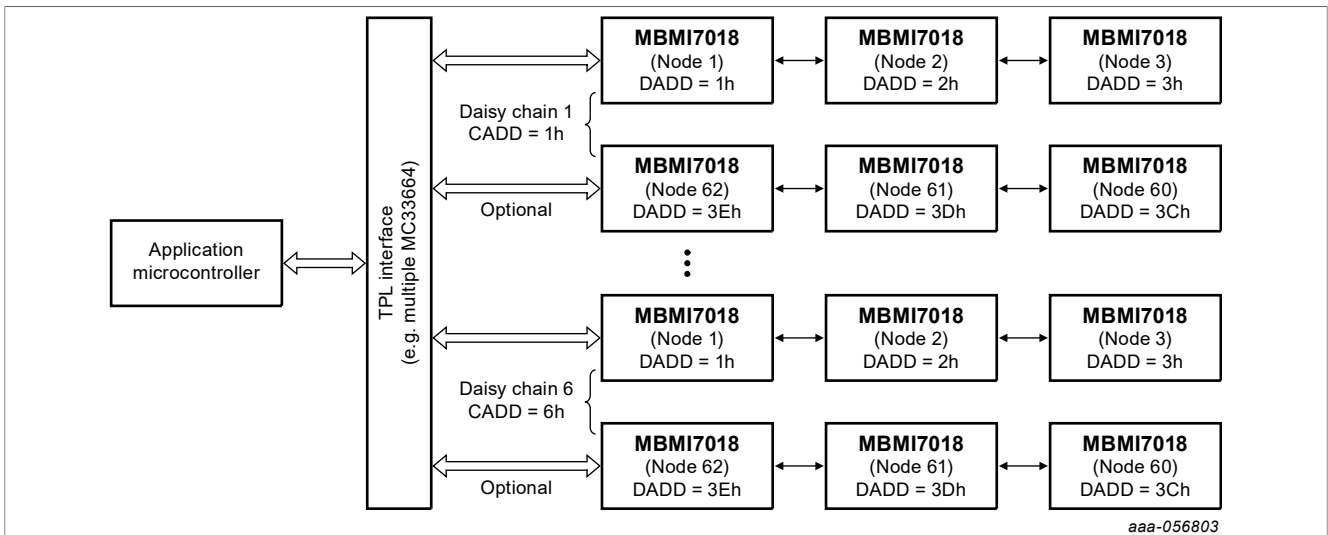 MBMI7018
(Node 1)
DADD = 1h
MBMI7018
(Node 2)
DADD = 2h
MBMI7018
(Node 3)
DADD = 3h
Daisy chain 1
CADD = 1h
MBMI7018
(Node 62)
DADD = 3Eh
MBMI7018
(Node 61)
DADD = 3Dh
MBMI7018
(Node 60)
DADD = 3Ch
Optional
Application
microcontroller
TPL interface
(e.g. multiple MC33664)
MBMI7018
(Node 1)
DADD = 1h
MBMI7018
(Node 2)
DADD = 2h
MBMI7018
(Node 3)
DADD = 3h
Daisy chain 6
CADD = 6h
MBMI7018
(Node 62)
DADD = 3Eh
MBMI7018
(Node 61)
DADD = 3Dh
MBMI7018
(Node 60)
DADD = 3Ch
Optional
aaa-056803